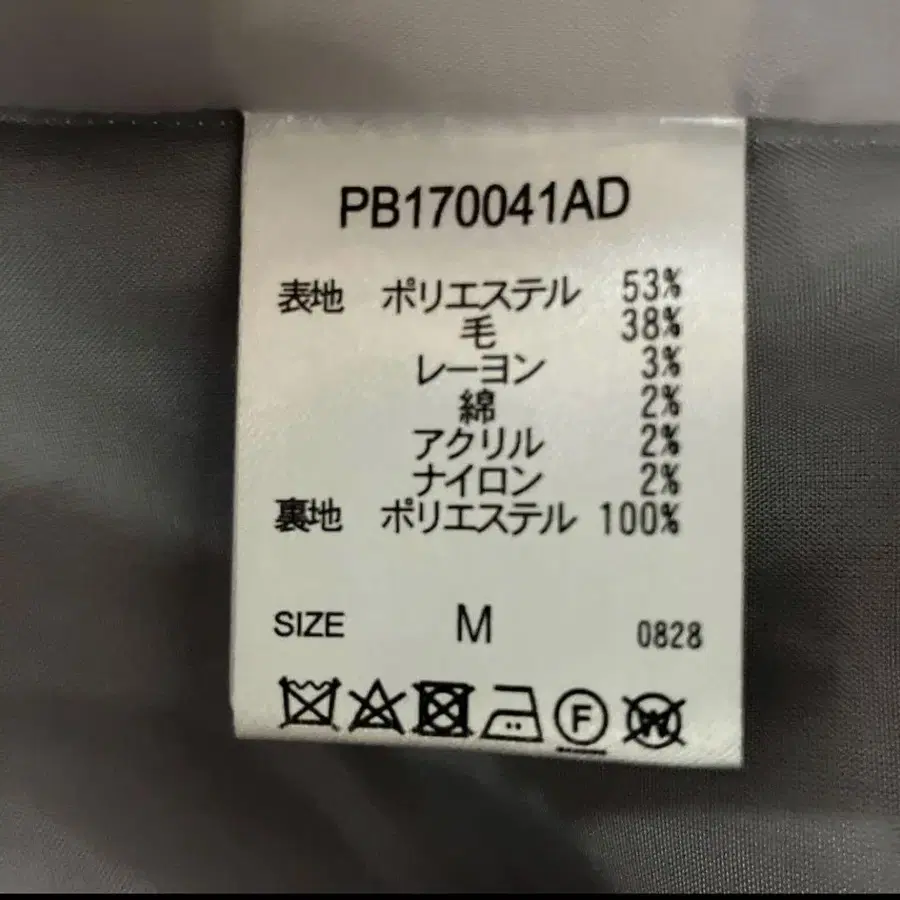 PB170041AD
表地 ポリエステル 53%
毛 38%
レーヨン 3%
綿 2%
アクリル 2%
ナイロン 2%
裏地 ポリエステル 100%
SIZE M 0828
F W